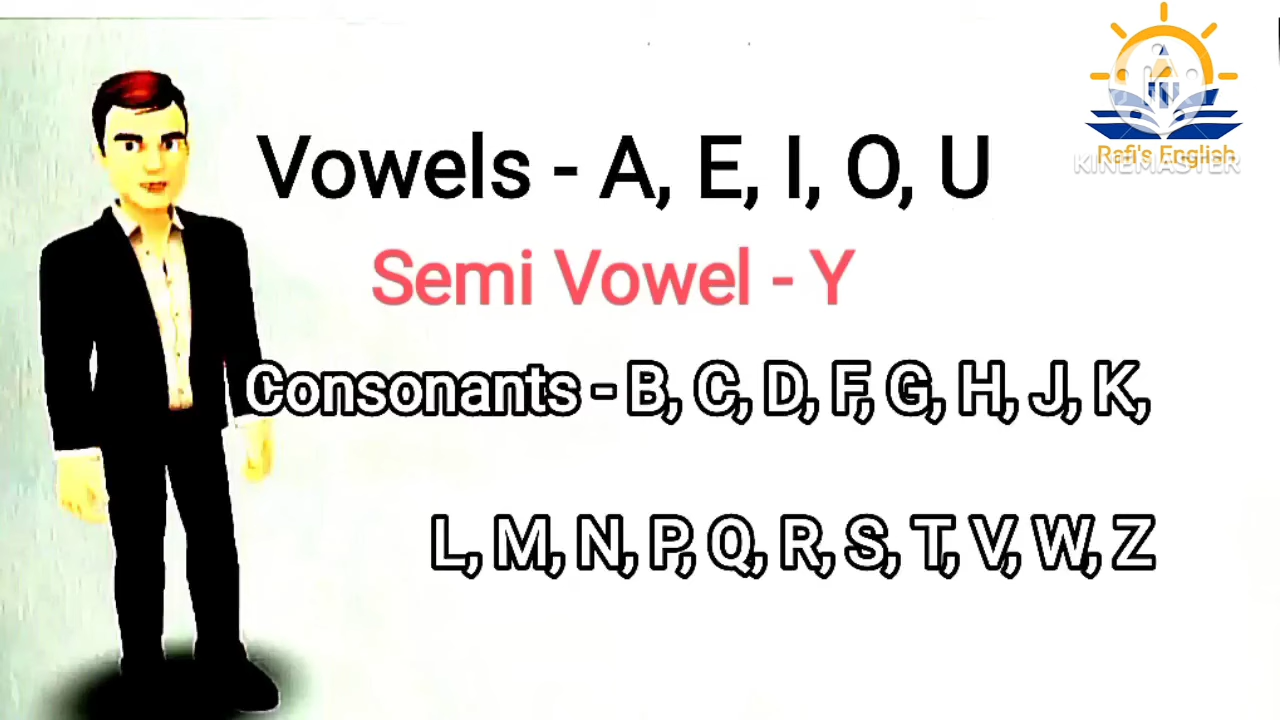 Vowels - A, E, I, O, U
Semi Vowel - Y
Consonants - B, C, D, F, G, H, J, K,
L, M, N, P, Q, R, S, T, V, W, Z
Rafi's English
KINEMASTER